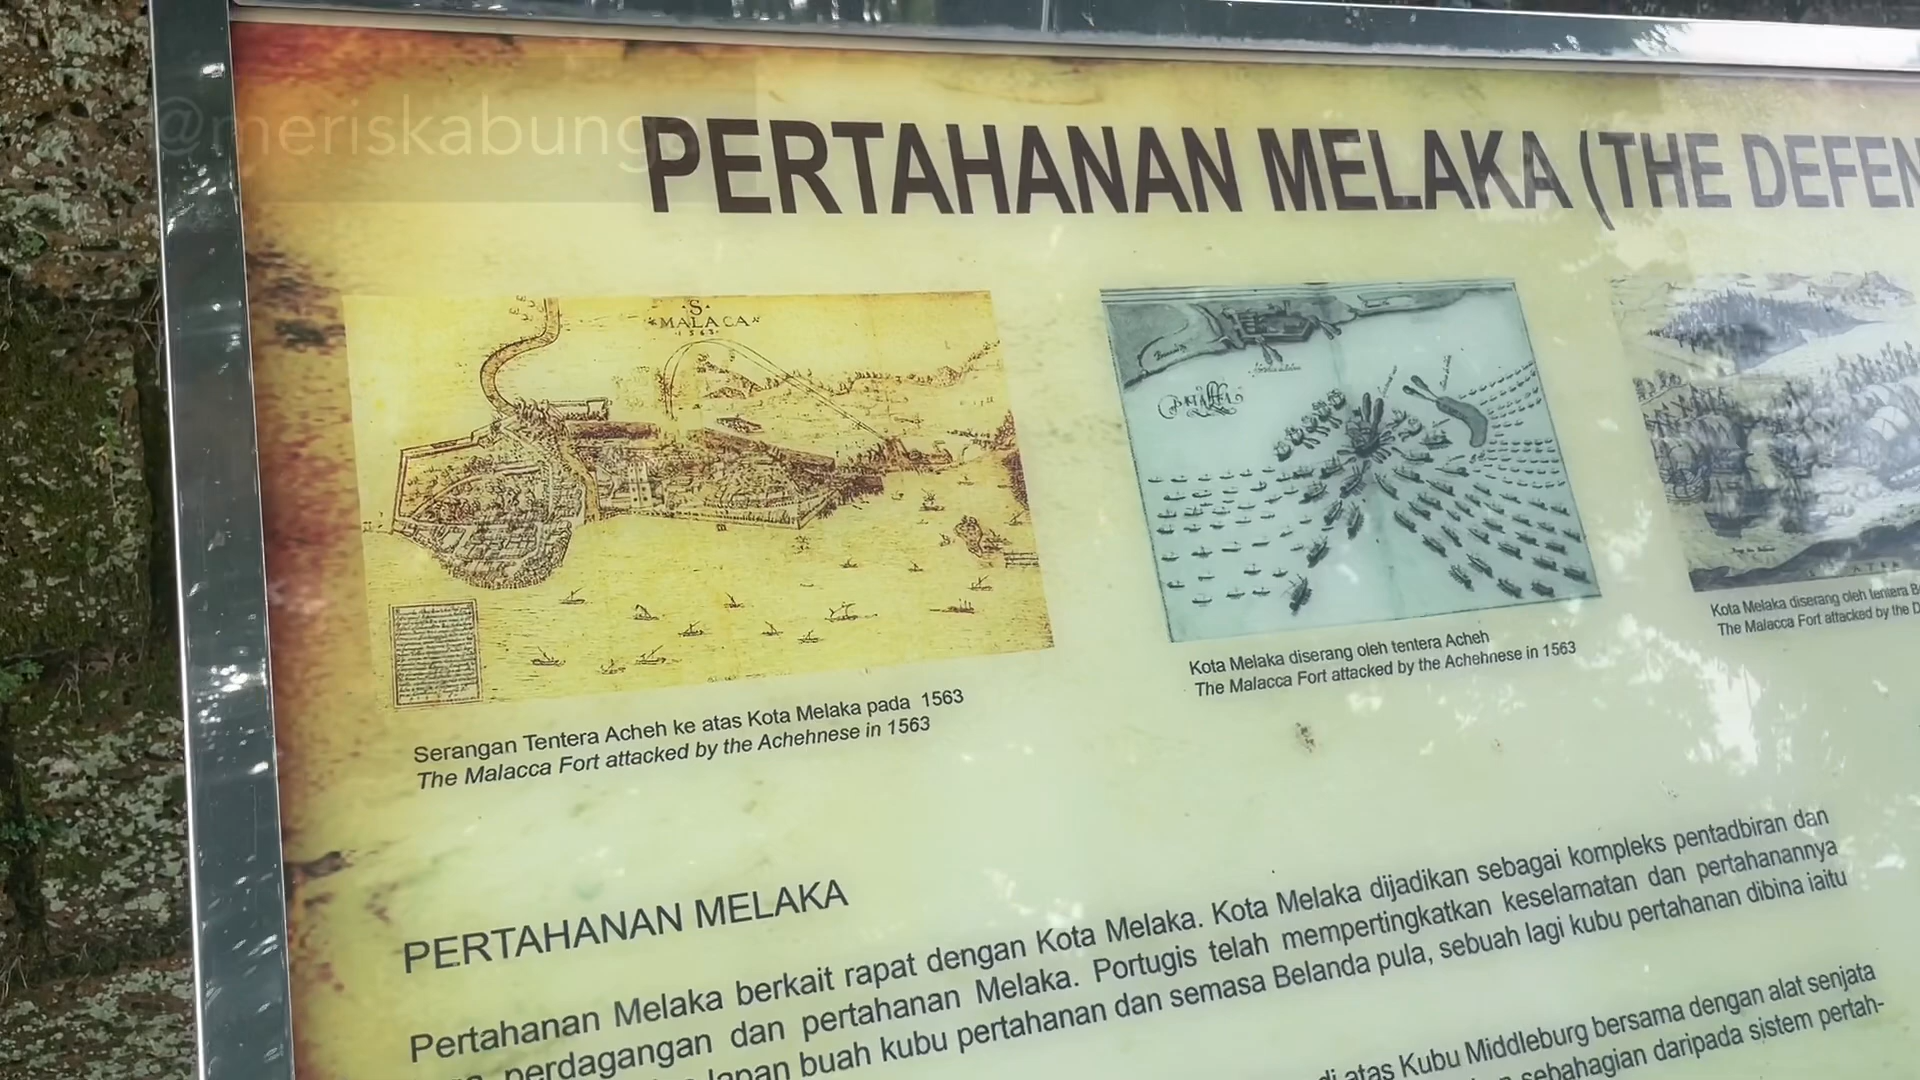 @meriskabunga
PERTAHANAN MELAKA (THE DEFEN
S
MALACA
1563
Serangan Tentera Acheh ke atas Kota Melaka pada 1563
The Malacca Fort attacked by the Achehnese in 1563
Kota Melaka diserang oleh tentera Acheh
The Malacca Fort attacked by the Achehnese in 1563
Kota Melaka diserang oleh tentera B
The Malacca Fort attacked by the D
PERTAHANAN MELAKA
Pertahanan Melaka berkait rapat dengan Kota Melaka. Kota Melaka dijadikan sebagai kompleks pentadbiran dan
perdagangan dan pertahanan Melaka. Portugis telah mempertingkatkan keselamatan dan pertahanannya
lapan buah kubu pertahanan dan semasa Belanda pula, sebuah lagi kubu pertahanan dibina iaitu
di atas Kubu Middleburg bersama dengan alat senjata
sebahagian daripada sistem pertah-